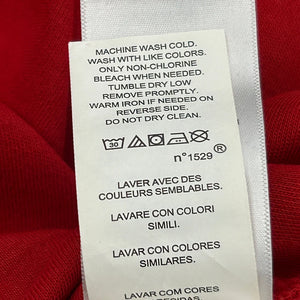 MACHINE WASH COLD.
WASH WITH LIKE COLORS.
ONLY NON-CHLORINE
BLEACH WHEN NEEDED.
TUMBLE DRY LOW
REMOVE PROMPTLY.
WARM IRON IF NEEDED ON
REVERSE SIDE.
DO NOT DRY CLEAN
30
n°1529®
LAVER AVEC DES
COULEURS SEMBLABLES.
LAVARE CON COLORI
SIMILI.
LAVAR CON COLORES
SIMILARES.
LAVAR COM CORES